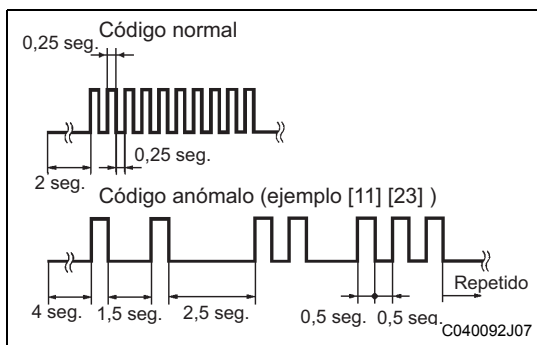 Código normal
0,25 seg.
0,25 seg.
2 seg.
Código anómalo (ejemplo [11] [23] )
Repetido
4 seg.
1,5 seg.
2,5 seg.
0,5 seg.
0,5 seg.
C040092J07